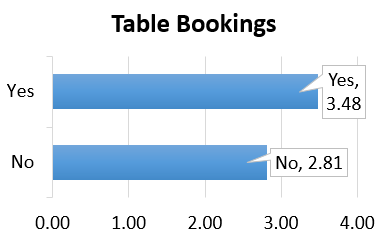 Table Bookings
Yes
Yes,
3.48
No
No, 2.81
0.00 1.00 2.00 3.00 4.00